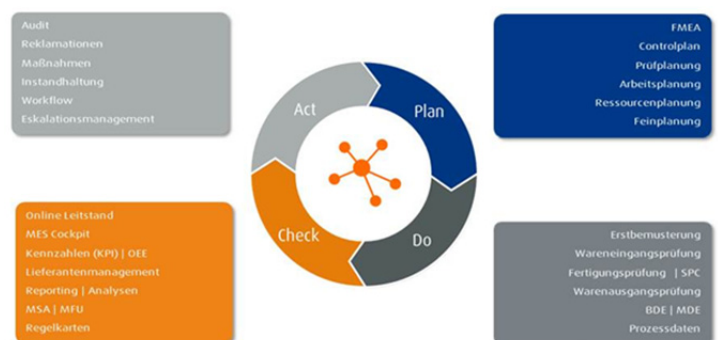 Audit
Reklamationen
Maßnahmen
Instandhaltung
Workflow
Eskalationsmanagement
FMEA
Controlplan
Prüfplanung
Arbeitsplanung
Ressourcenplanung
Feinplanung
Act
Plan
Check
Do
Online Leitstand
MES Cockpit
Kennzahlen (KPI) | OEE
Lieferantenmanagement
Reporting | Analysen
MSA | MFU
Regelkarten
Erstbemusterung
Wareneingangsprüfung
Fertigungsprüfung | SPC
Warenausgangsprüfung
BDE | MDE
Prozessdaten